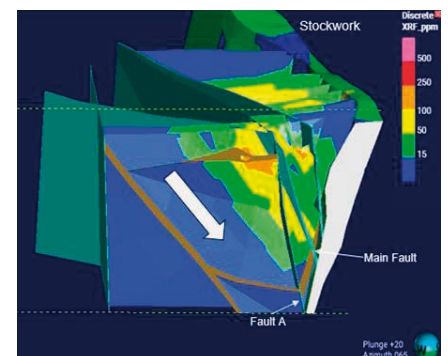 Stockwork
Discrete
XRF_ppm
500
250
100
50
15
Main Fault
Fault A
Plunge +20
Azimuth 065